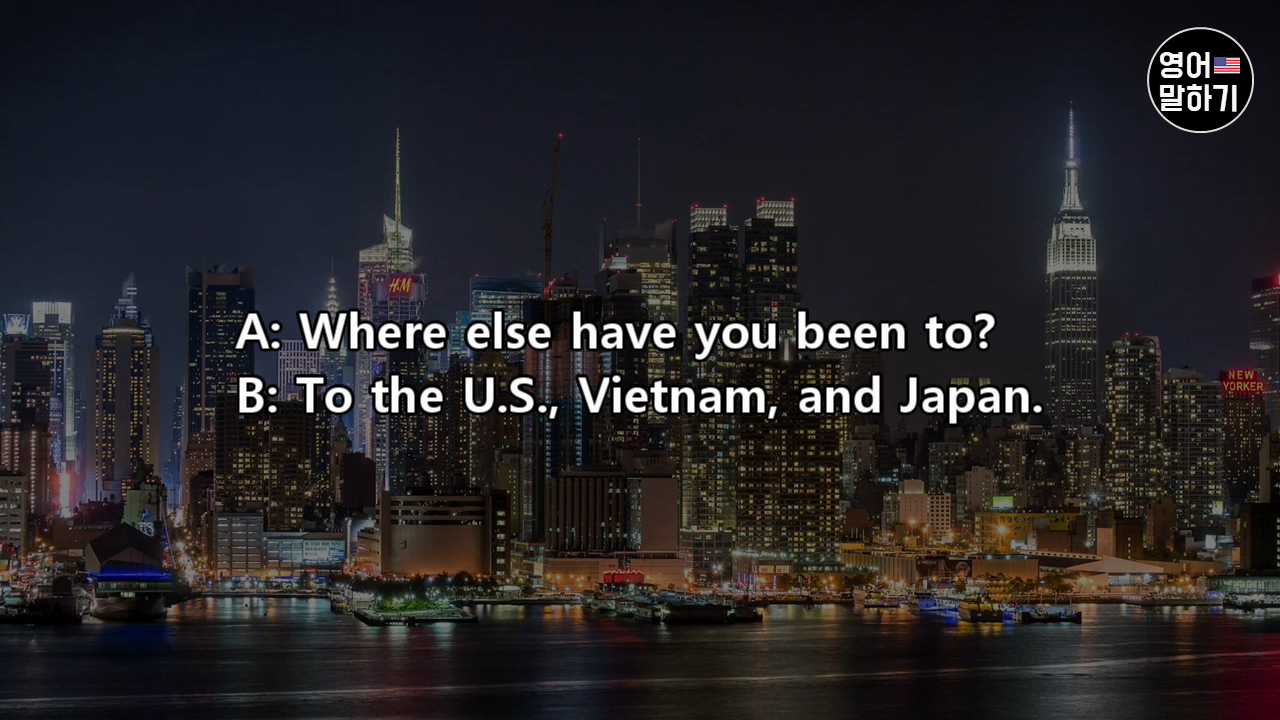 영어
말하기
H&M
A: Where else have you been to?
B: To the U.S., Vietnam, and Japan.
NEW
YORKER